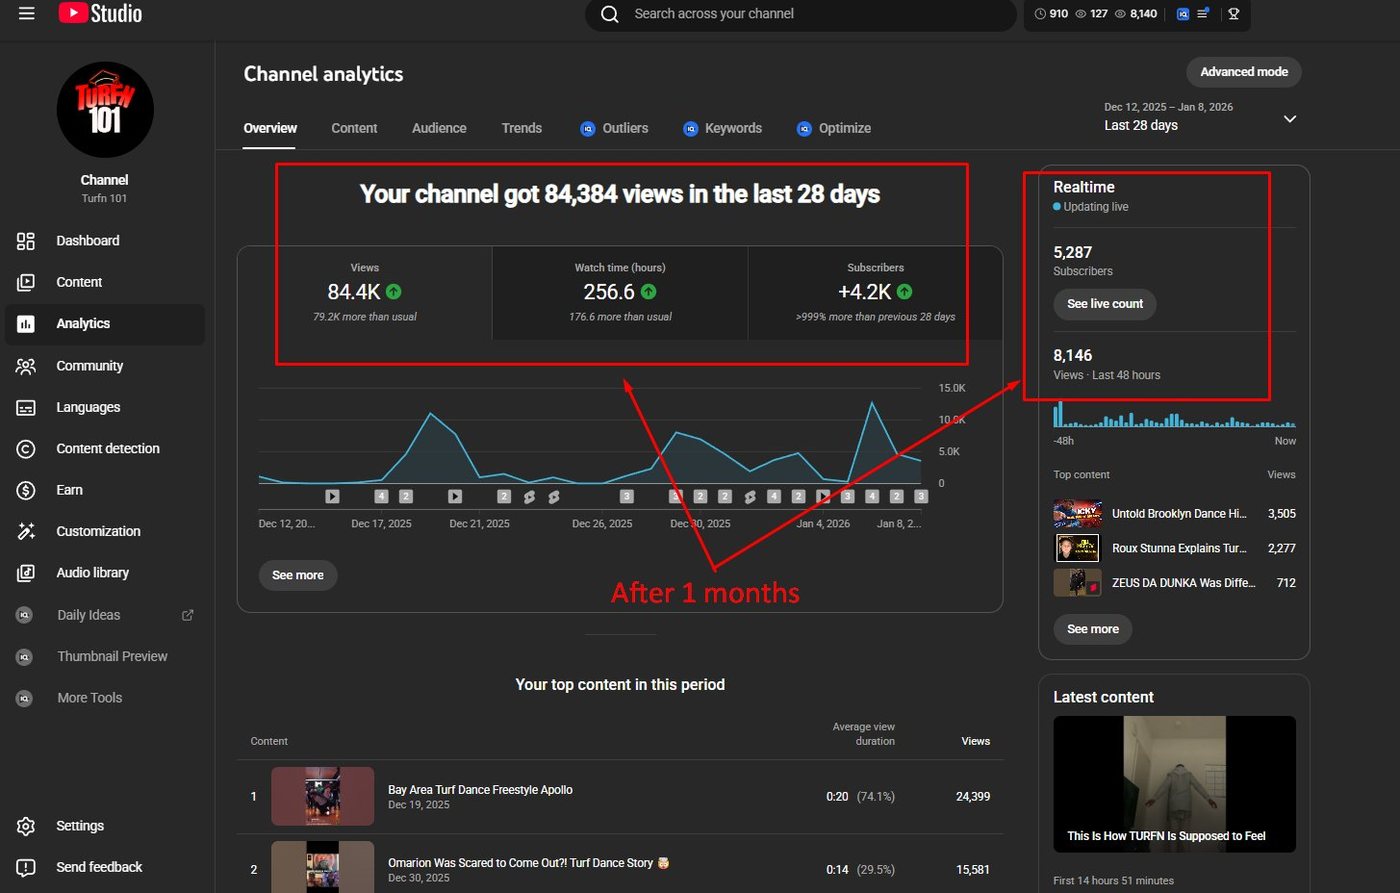 Studio
Search across your channel
910
127
8,140
TURFN
101
Channel
Turfn 101
Dashboard
Content
Analytics
Community
Languages
Content detection
Earn
Customization
Audio library
Daily Ideas
Thumbnail Preview
More Tools
Settings
Send feedback
Channel analytics
Advanced mode
Overview
Content
Audience
Trends
Outliers
Keywords
Optimize
Dec 12, 2025 – Jan 8, 2026
Last 28 days
Your channel got 84,384 views in the last 28 days
Views
84.4K
79.2K more than usual
Watch time (hours)
256.6
176.6 more than usual
Subscribers
+4.2K
>999% more than previous 28 days
15.0K
10.0K
5.0K
0
4
2
2
3
3
2
2
4
2
3
4
2
3
Dec 12, 20...
Dec 17, 2025
Dec 21, 2025
Dec 26, 2025
Dec 30, 2025
Jan 4, 2026
Jan 8, 2...
See more
After 1 months
Your top content in this period
Content
Average view
duration
Views
1
Bay Area Turf Dance Freestyle Apollo
Dec 19, 2025
0:20 (74.1%)
24,399
2
Omarion Was Scared to Come Out?! Turf Dance Story 🤯
Dec 30, 2025
0:14 (29.5%)
15,581
Realtime
Updating live
5,287
Subscribers
See live count
8,146
Views · Last 48 hours
-48h
Now
Top content
Views
Untold Brooklyn Dance Hi...
3,505
Roux Stunna Explains Tur...
2,277
ZEUS DA DUNKA Was Diffe...
712
See more
Latest content
This Is How TURFN IS Supposed to Feel
First 14 hours 51 minutes